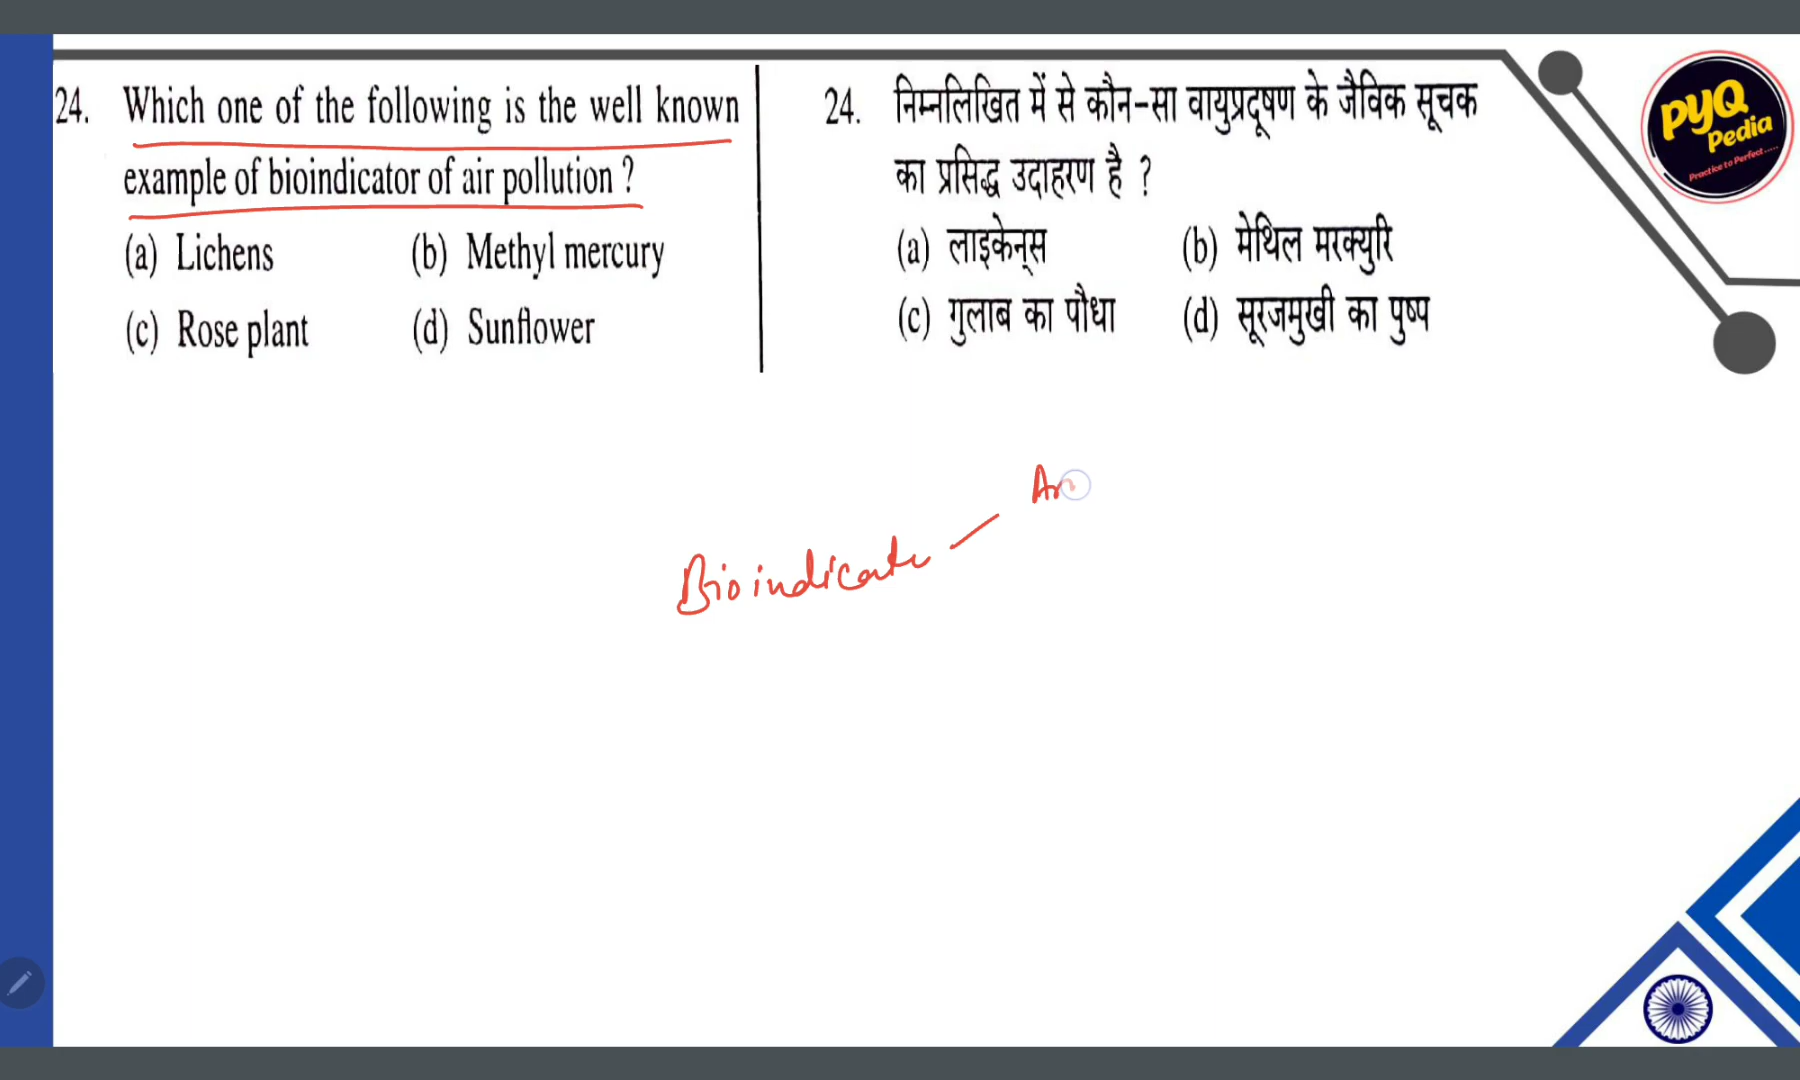 24. Which one of the following is the well known
example of bioindicator of air pollution ?
(a) Lichens (b) Methyl mercury
(c) Rose plant (d) Sunflower
24. निम्नलिखित में से कौन-सा वायुप्रदूषण के जैविक सूचक
का प्रसिद्ध उदाहरण है ?
(a) लाइकेन्स (b) मेथिल मरक्युरि
(c) गुलाब का पौधा (d) सूरजमुखी का पुष्प
PYQ
Pedia
Practice to Perfect.....
An
Bioindicate